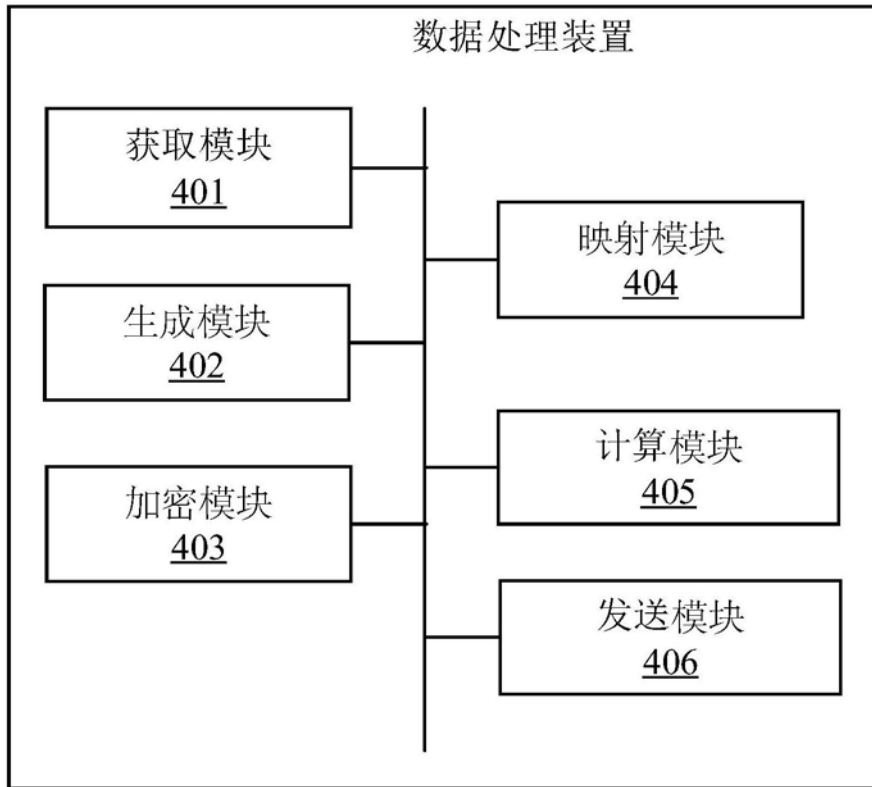 数据处理装置
获取模块
401
生成模块
402
加密模块
403
映射模块
404
计算模块
405
发送模块
406